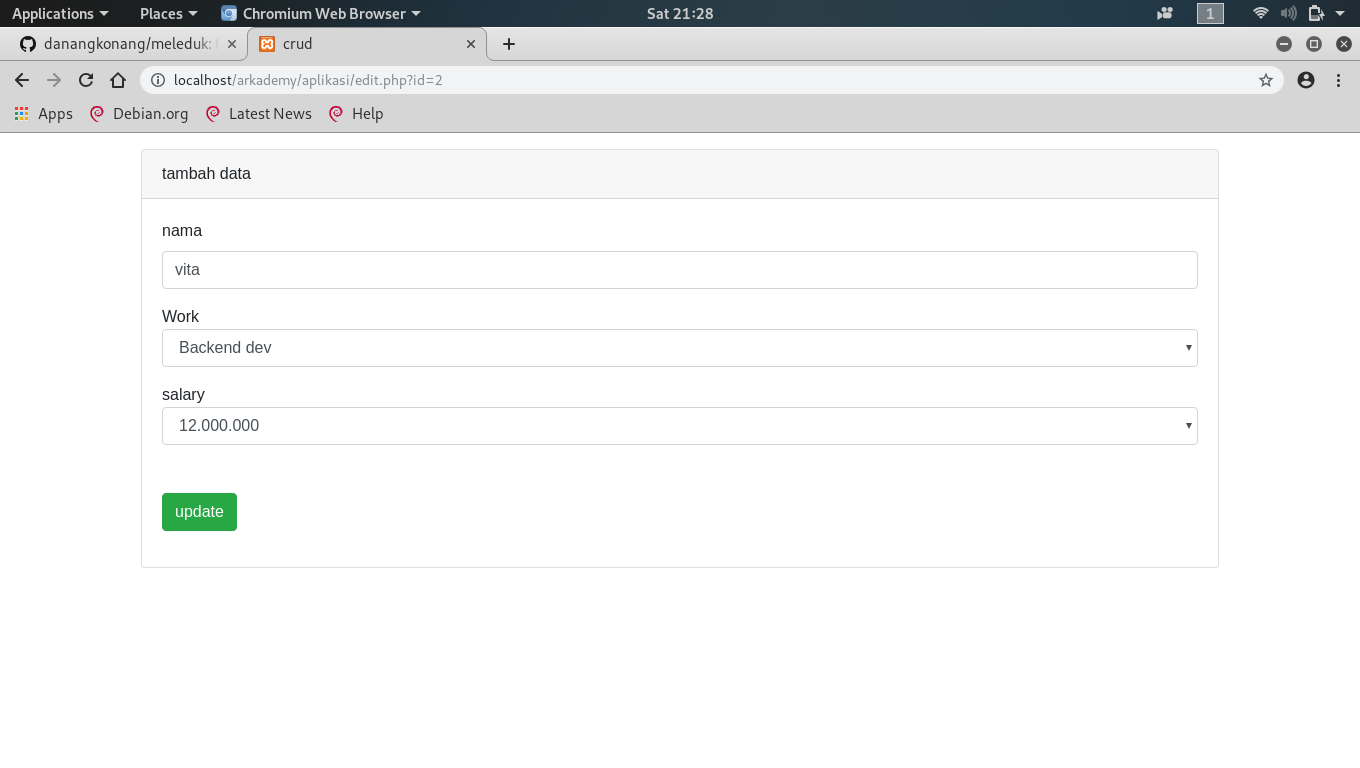 Applications Places Chromium Web Browser Sat 21:28 1
danangkonang/meleduk: crud
localhost/arkademy/aplikasi/edit.php?id=2
Apps Debian.org Latest News Help
tambah data
nama
vita
Work
Backend dev
salary
12.000.000
update